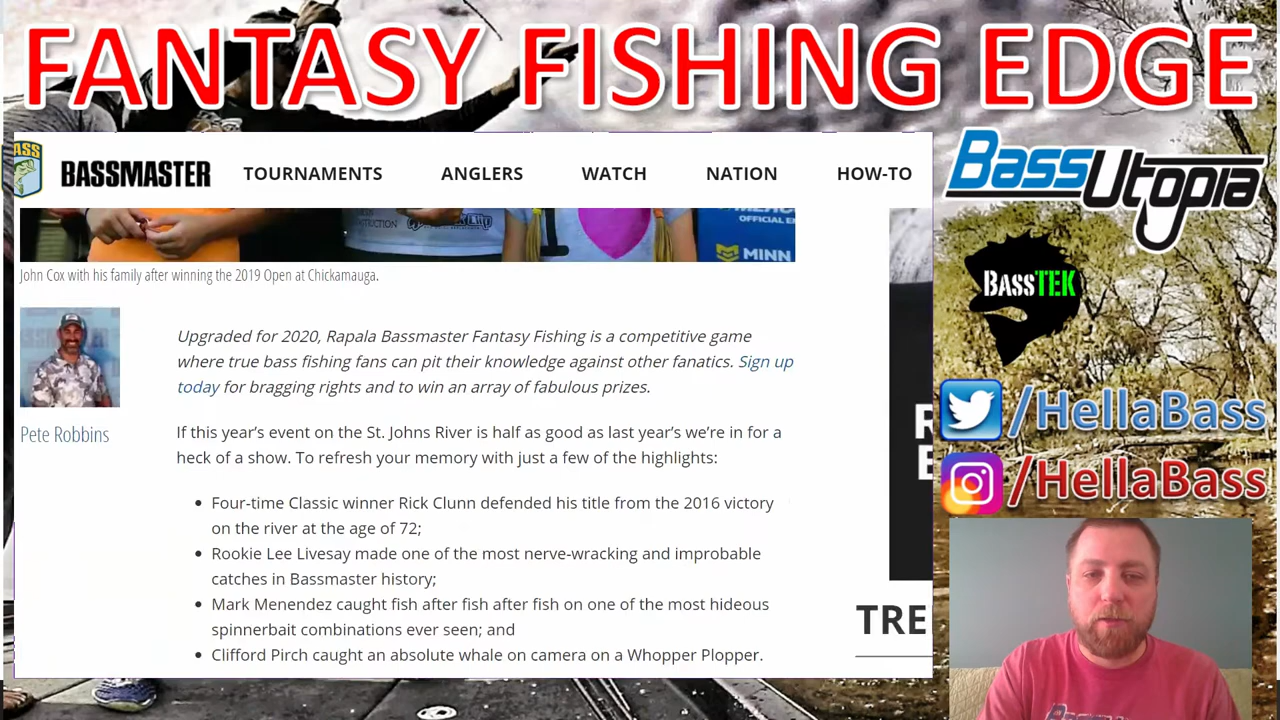 FANTASY FISHING EDGE
ASS
BASSMASTER
TOURNAMENTS
ANGLERS
WATCH
NATION
HOW-TO
OFFICIAL E
MINN
John Cox with his family after winning the 2019 Open at Chickamauga.
Pete Robbins
Upgraded for 2020, Rapala Bassmaster Fantasy Fishing is a competitive game
where true bass fishing fans can pit their knowledge against other fanatics. Sign up
today for bragging rights and to win an array of fabulous prizes.
If this year's event on the St. Johns River is half as good as last year's we're in for a
heck of a show. To refresh your memory with just a few of the highlights:
• Four-time Classic winner Rick Clunn defended his title from the 2016 victory
on the river at the age of 72;
• Rookie Lee Livesay made one of the most nerve-wracking and improbable
catches in Bassmaster history;
• Mark Menendez caught fish after fish after fish on one of the most hideous
spinnerbait combinations ever seen; and
• Clifford Pirch caught an absolute whale on camera on a Whopper Plopper.
TRE
BassUtopia
BASSTEK
/HellaBass
/HellaBass